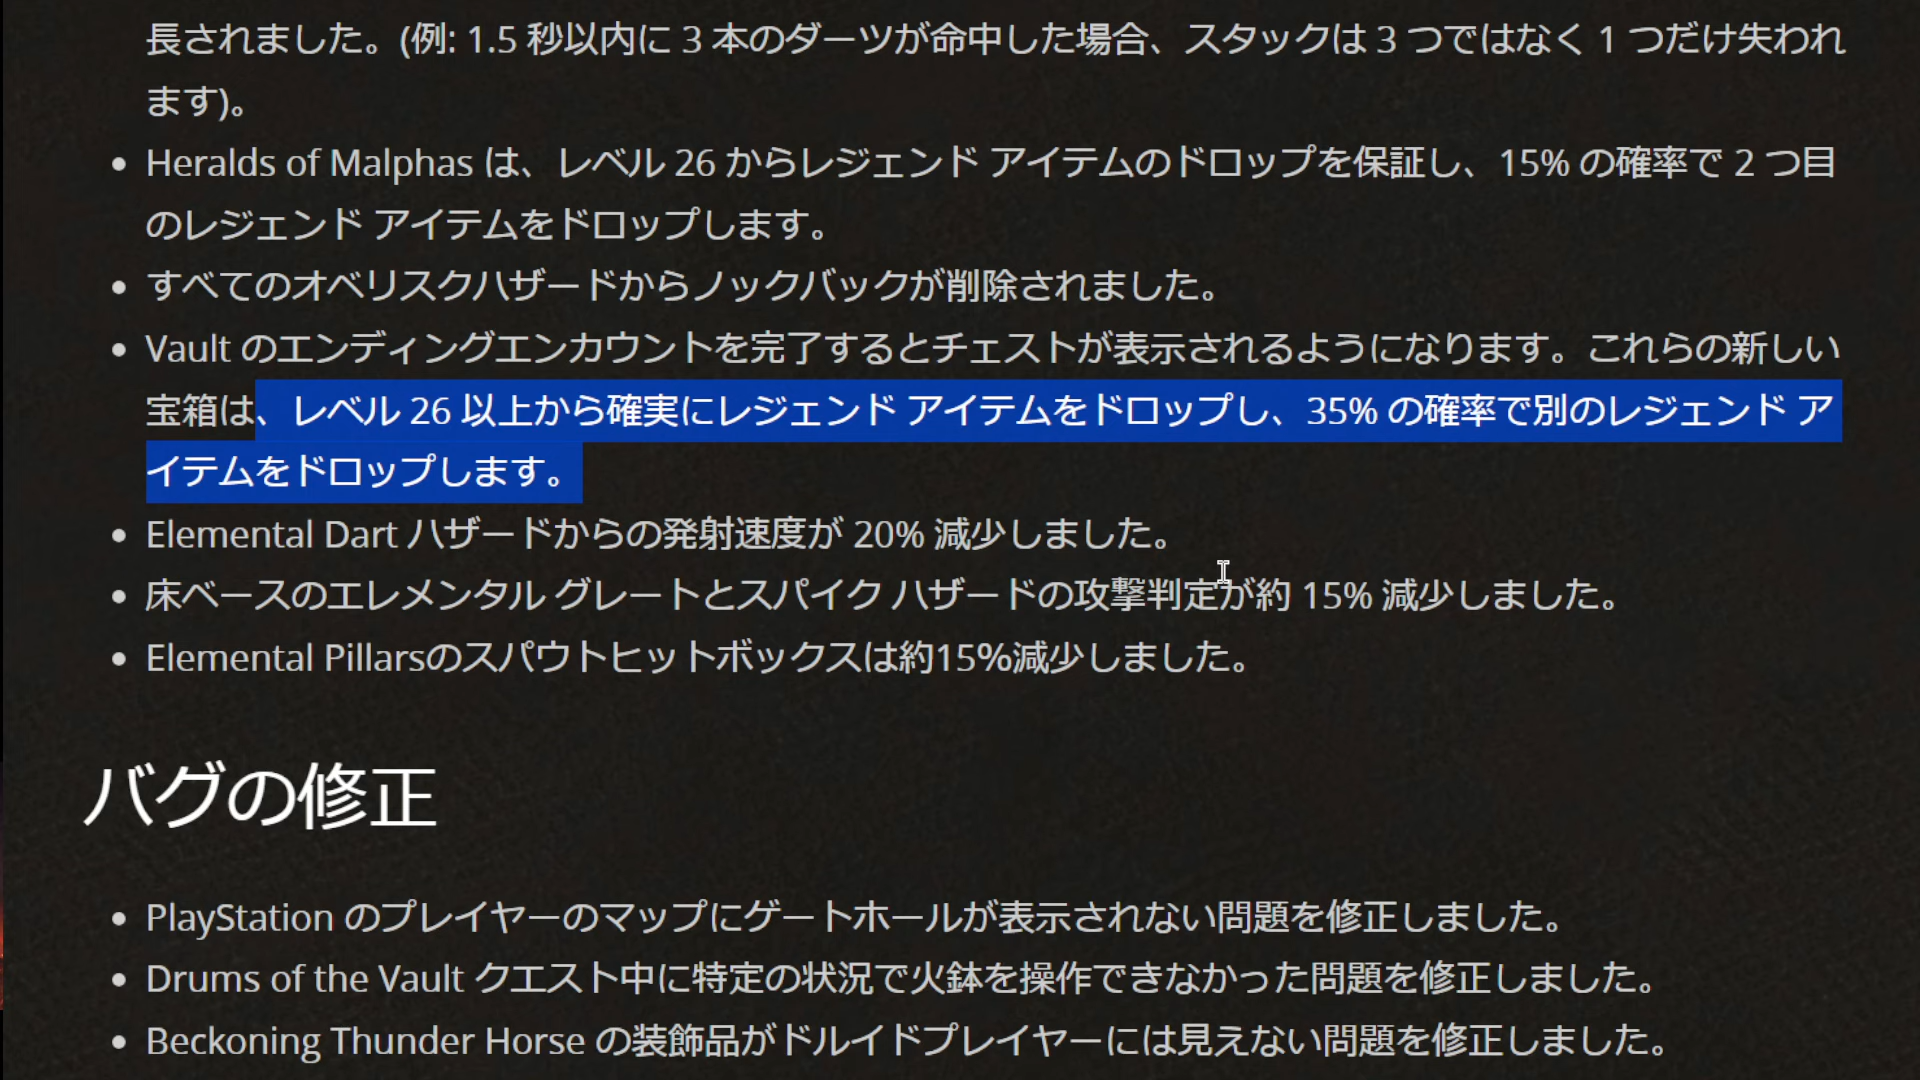 長されました。(例: 1.5 秒以内に 3 本のダーツが命中した場合、スタックは 3 つではなく 1 つだけ失われ
ます)。
Heralds of Malphas は、レベル 26 からレジェンド アイテムのドロップを保証し、15% の確率で 2 つ目
のレジェンド アイテムをドロップします。
すべてのオベリスクハザードからノックバックが削除されました。
Vault のエンディングエンカウントを完了するとチェストが表示されるようになります。これらの新しい
宝箱は、レベル 26 以上から確実にレジェンド アイテムをドロップし、35% の確率で別のレジェンド ア
イテムをドロップします。
Elemental Dart ハザードからの発射速度が 20% 減少しました。
床ベースのエレメンタル グレートとスパイク ハザードの攻撃判定が約 15% 減少しました。
Elemental Pillarsのスパウトヒットボックスは約15%減少しました。
バグの修正
PlayStation のプレイヤーのマップにゲートホールが表示されない問題を修正しました。
Drums of the Vault クエスト中に特定の状況で火鉢を操作できなかった問題を修正しました。
Beckoning Thunder Horse の装飾品がドルイドプレイヤーには見えない問題を修正しました。